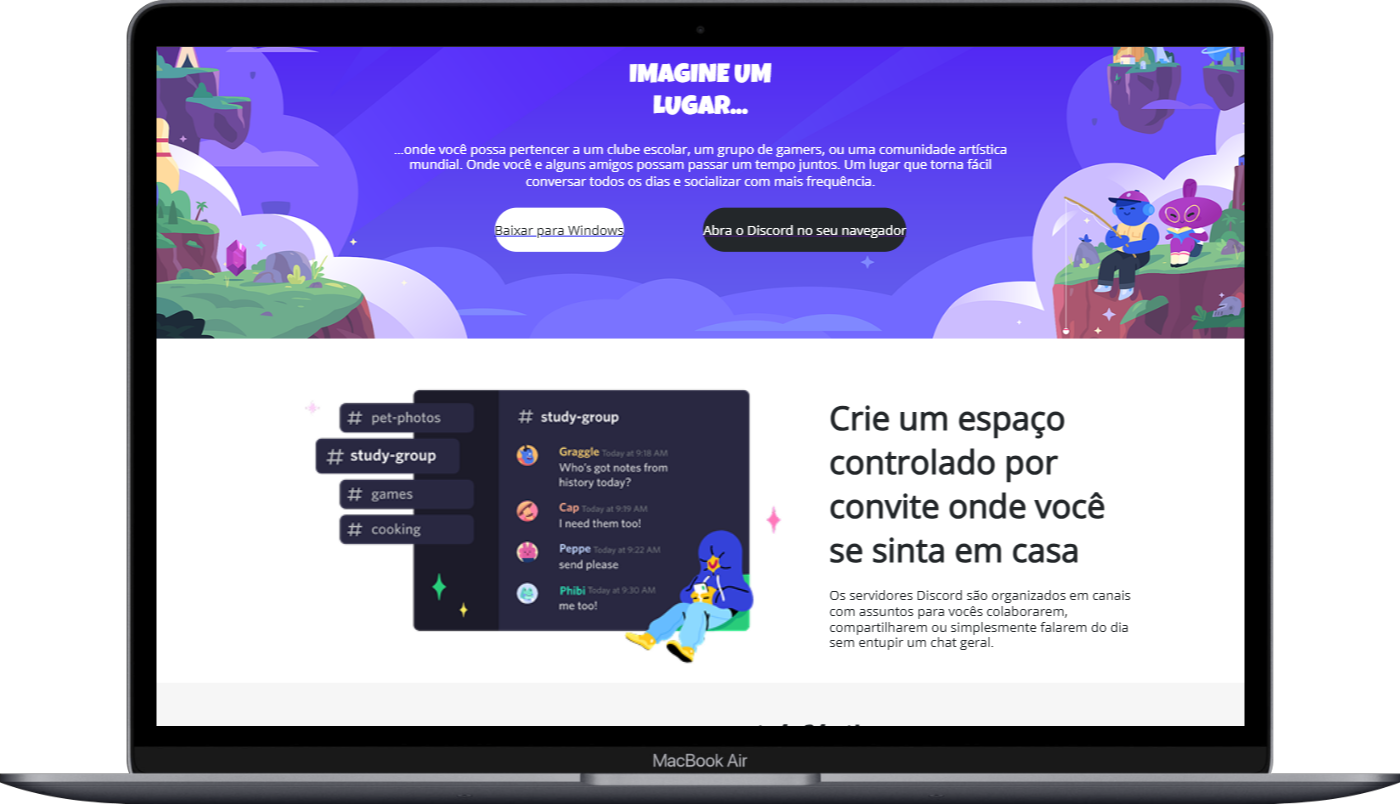 IMAGINE UM
LUGAR...
...onde você possa pertencer a um clube escolar, um grupo de gamers, ou uma comunidade artística
mundial. Onde você e alguns amigos possam passar um tempo juntos. Um lugar que torna fácil
conversar todos os dias e socializar com mais frequência.
Baixar para Windows
Abra o Discord no seu navegador
# pet-photos
# study-group
# games
# cooking
# study-group
Graggle Today at 9:18 AM
Who's got notes from
history today?
Cap Today at 9:19 AM
I need them too!
Peppe Today at 9:22 AM
send please
Phibi Today at 9:30 AM
me too!
Crie um espaço
controlado por
convite onde você
se sinta em casa
Os servidores Discord são organizados em canais
com assuntos para vocês colaborarem,
compartilharem ou simplesmente falarem do dia
sem entupir um chat geral.
MacBook Air